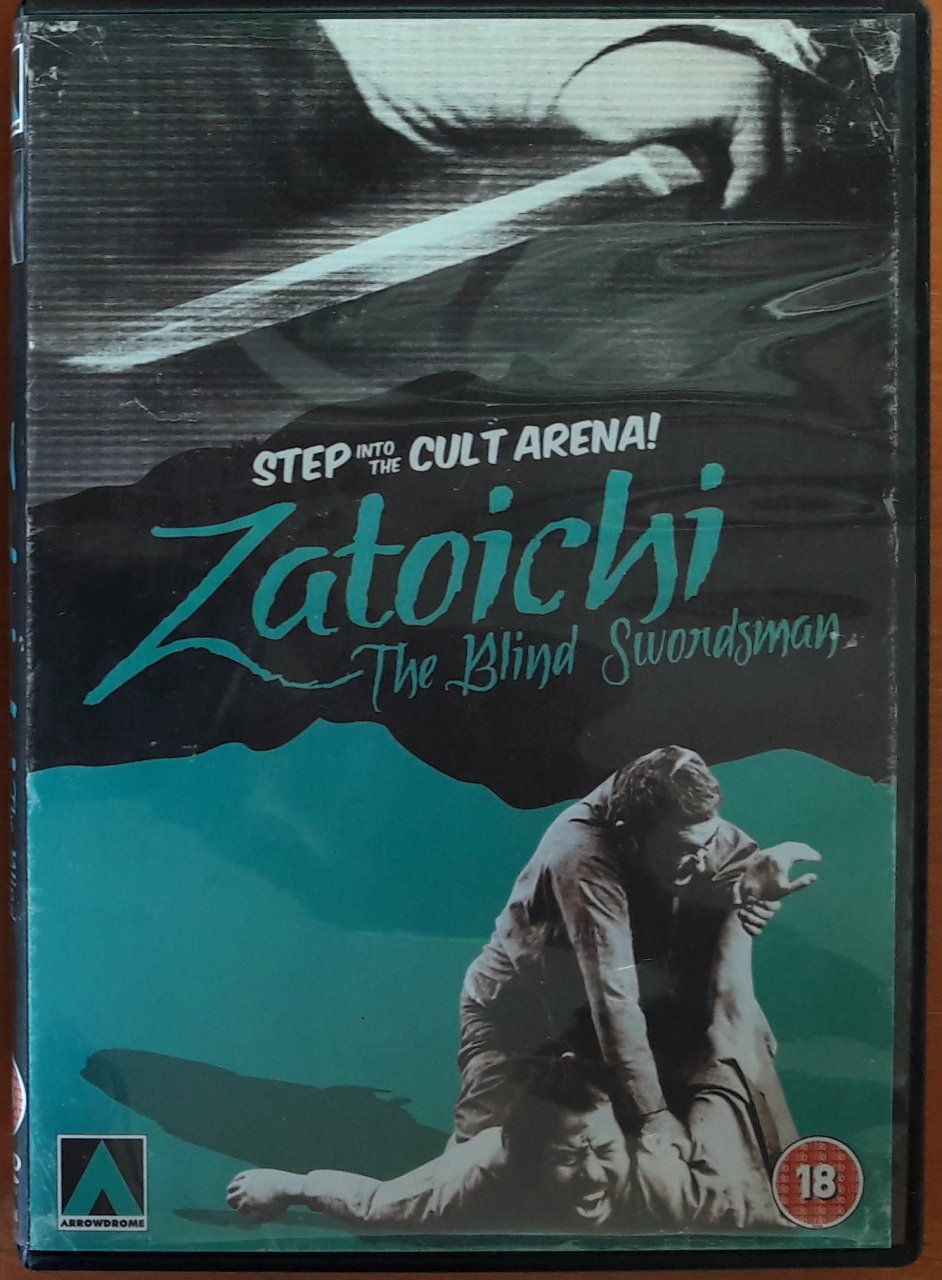 STEP INTO THE CULT ARENA!
Zatoichi
The Blind Swordsman
ARROWDROME
18